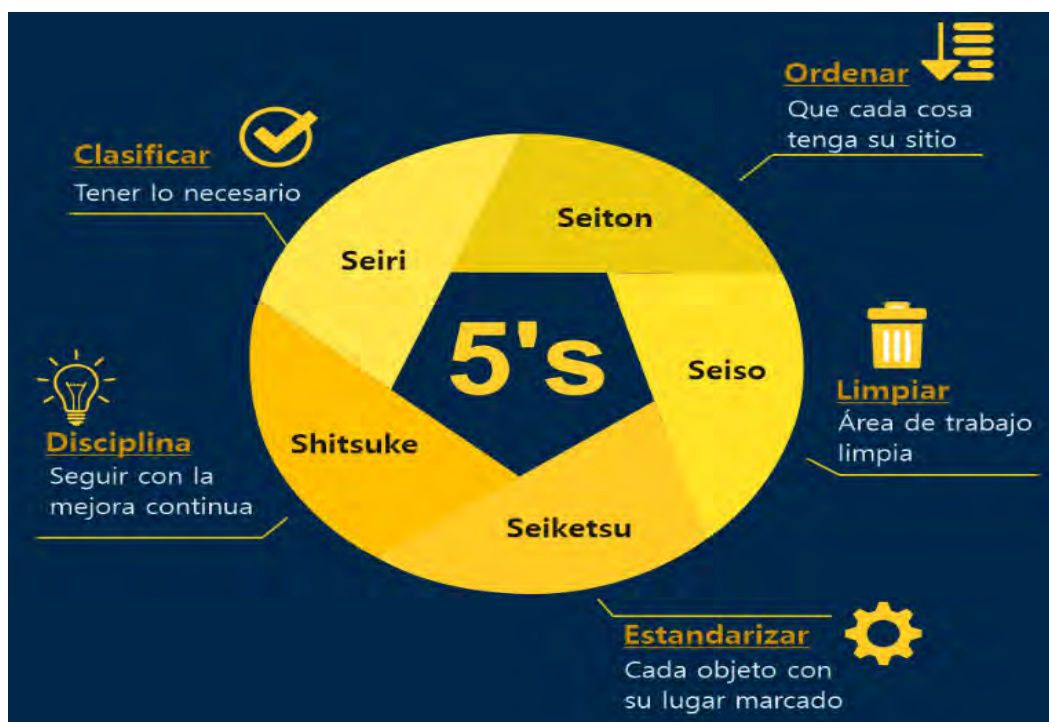 Ordenar
Que cada cosa
tenga su sitio
Clasificar
Tener lo necesario
Seiton
Seiri
5's
Seiso
Limpiar
Área de trabajo
limpia
Disciplina
Seguir con la
mejora continua
Shitsuke
Seiketsu
Estandarizar
Cada objeto con
su lugar marcado